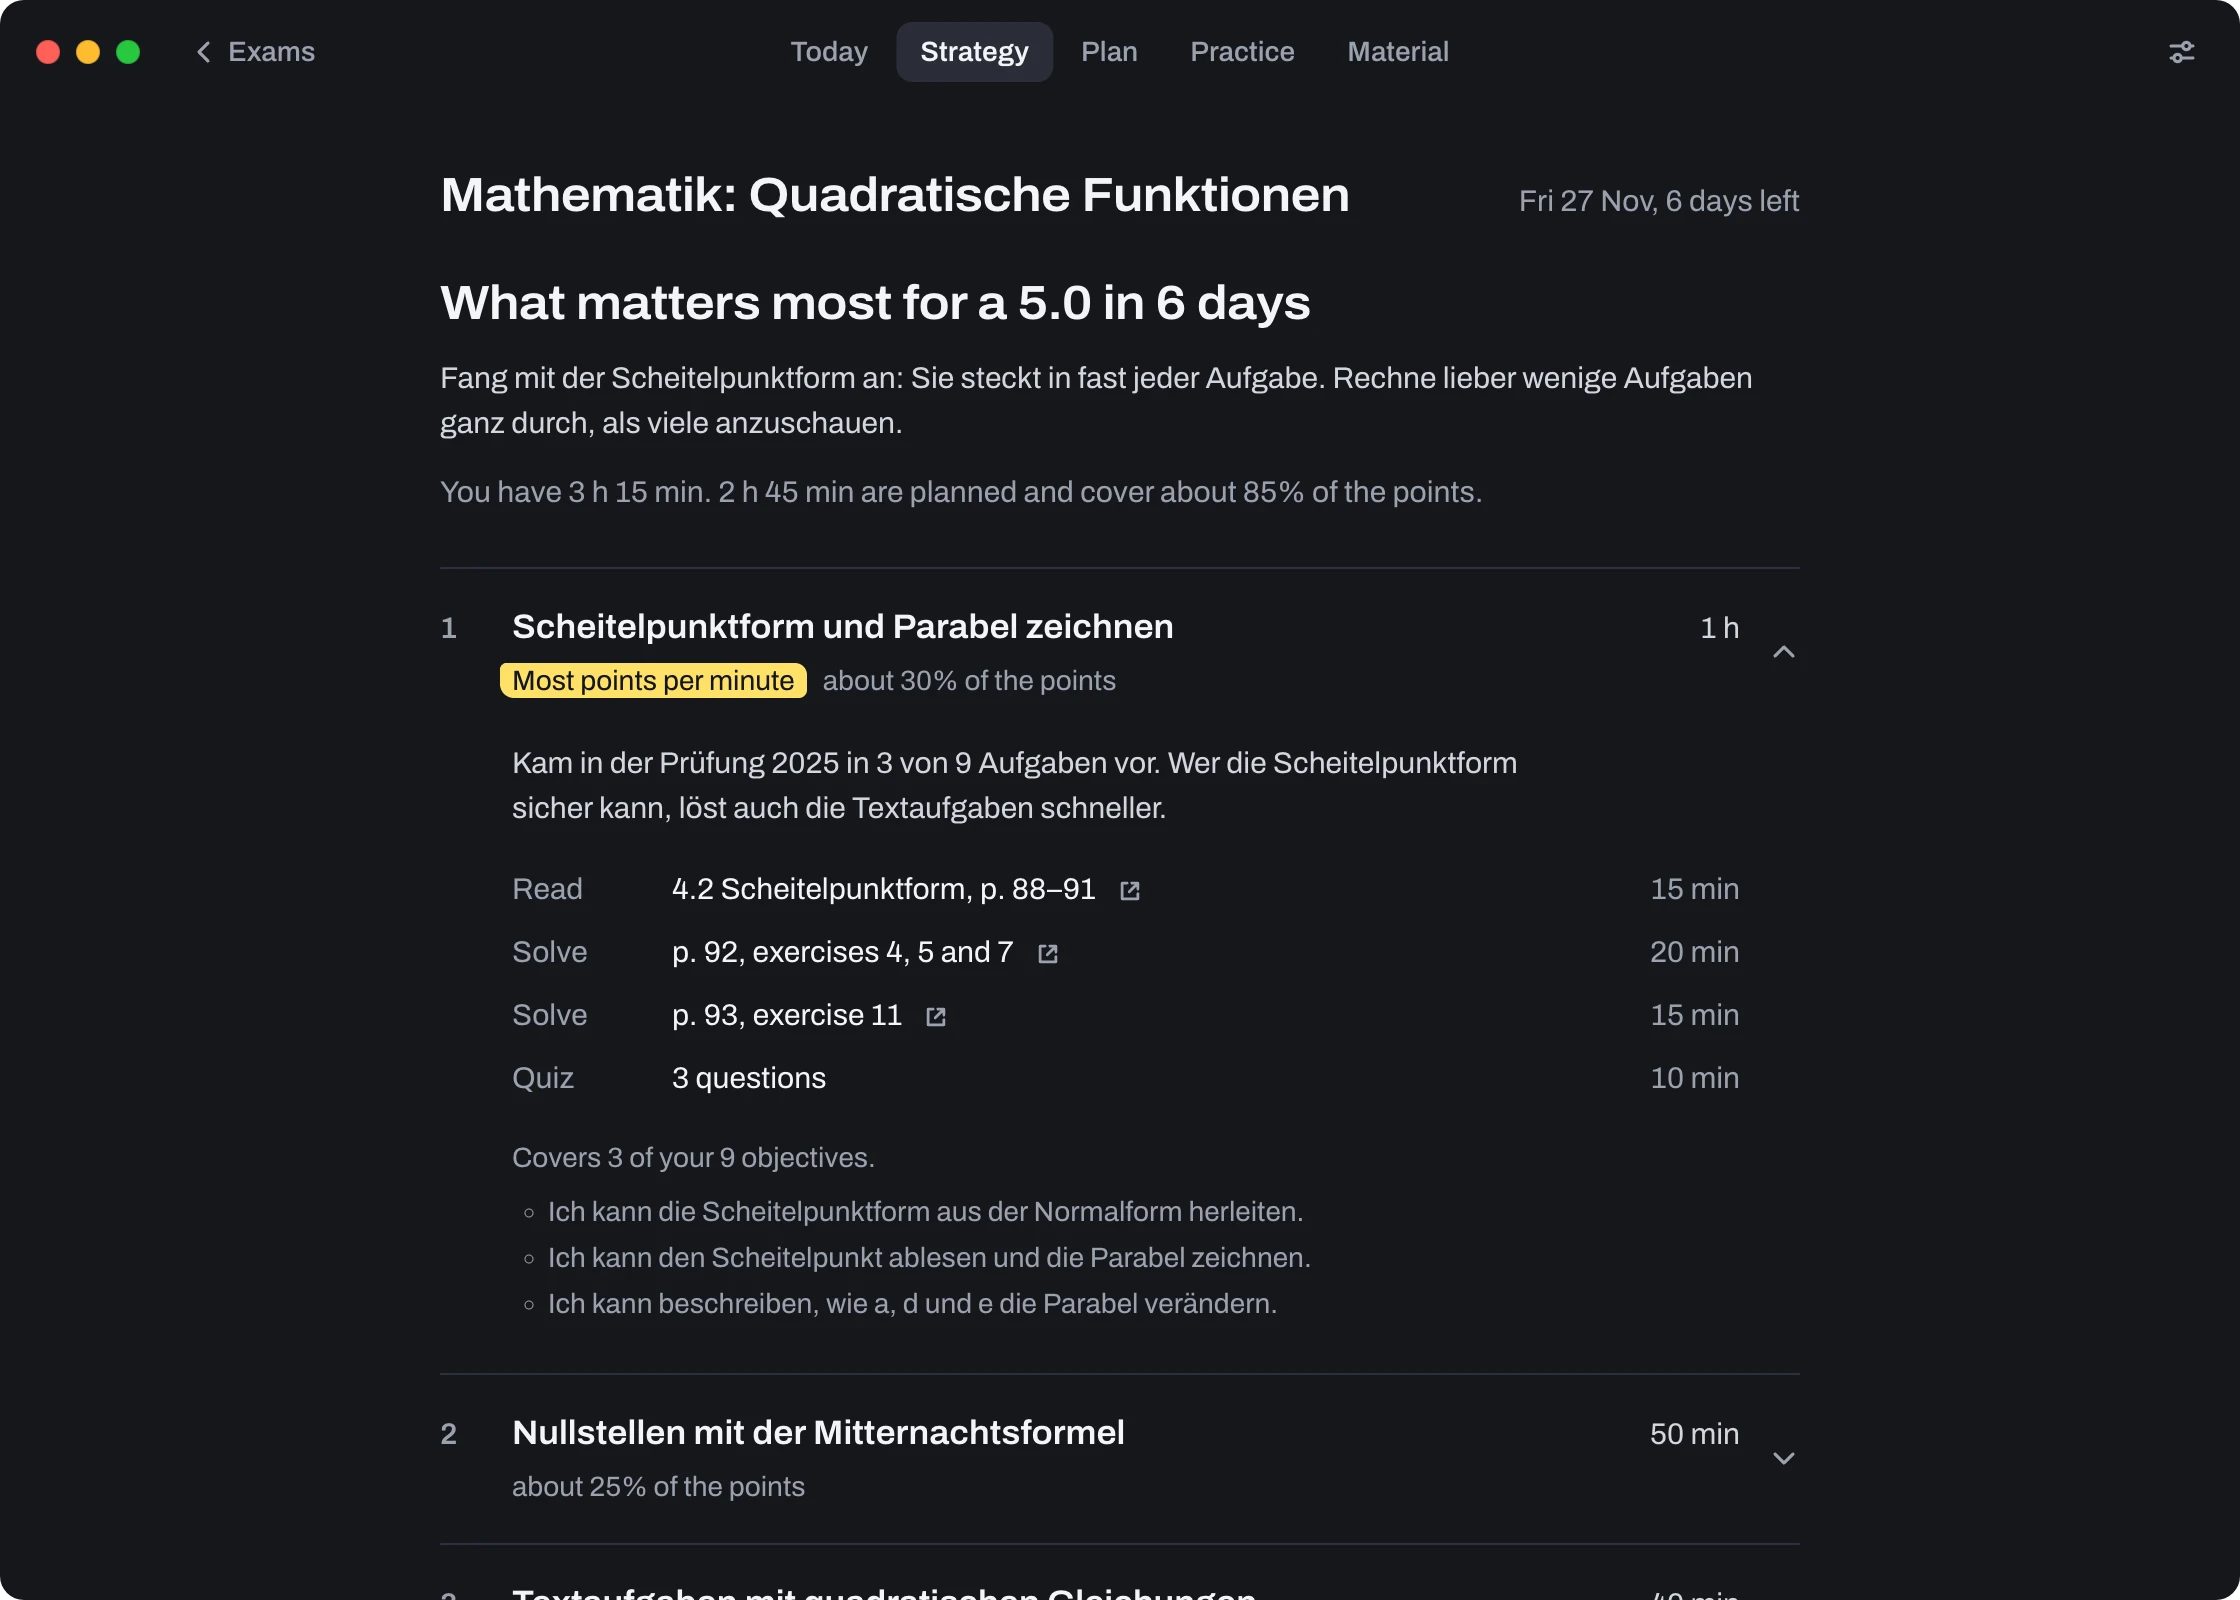 Exams
Today
Strategy
Plan
Practice
Material
Mathematik: Quadratische Funktionen
Fri 27 Nov, 6 days left
What matters most for a 5.0 in 6 days
Fang mit der Scheitelpunktform an: Sie steckt in fast jeder Aufgabe. Rechne lieber wenige Aufgaben
ganz durch, als viele anzuschauen.
You have 3 h 15 min. 2 h 45 min are planned and cover about 85% of the points.
1 Scheitelpunktform und Parabel zeichnen 1 h
Most points per minute about 30% of the points
Kam in der Prüfung 2025 in 3 von 9 Aufgaben vor. Wer die Scheitelpunktform
sicher kann, löst auch die Textaufgaben schneller.
Read 4.2 Scheitelpunktform, p. 88–91 15 min
Solve p. 92, exercises 4, 5 and 7 20 min
Solve p. 93, exercise 11 15 min
Quiz 3 questions 10 min
Covers 3 of your 9 objectives.
Ich kann die Scheitelpunktform aus der Normalform herleiten.
Ich kann den Scheitelpunkt ablesen und die Parabel zeichnen.
Ich kann beschreiben, wie a, d und e die Parabel verändern.
2 Nullstellen mit der Mitternachtsformel 50 min
about 25% of the points
Textaufgaben mit quadratischen Gleichungen